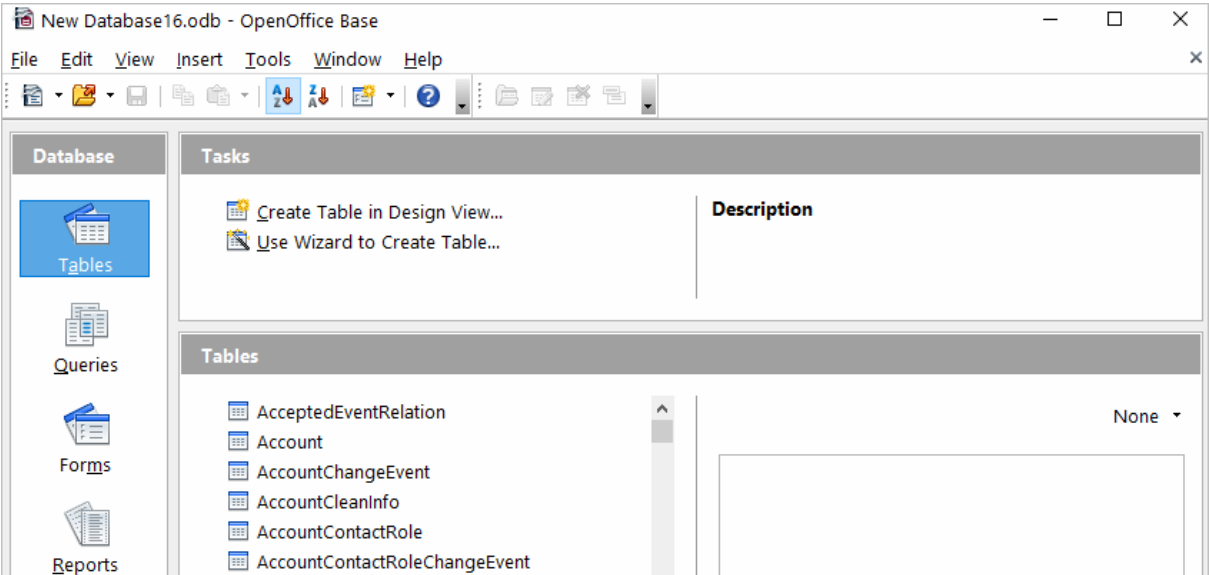 New Database16.odb - OpenOffice Base
File Edit View Insert Tools Window Help
Database
Tables
Queries
Forms
Reports
Tasks
Create Table in Design View...
Use Wizard to Create Table...
Description
Tables
AcceptedEventRelation
Account
AccountChangeEvent
AccountCleanInfo
AccountContactRole
AccountContactRoleChangeEvent
None